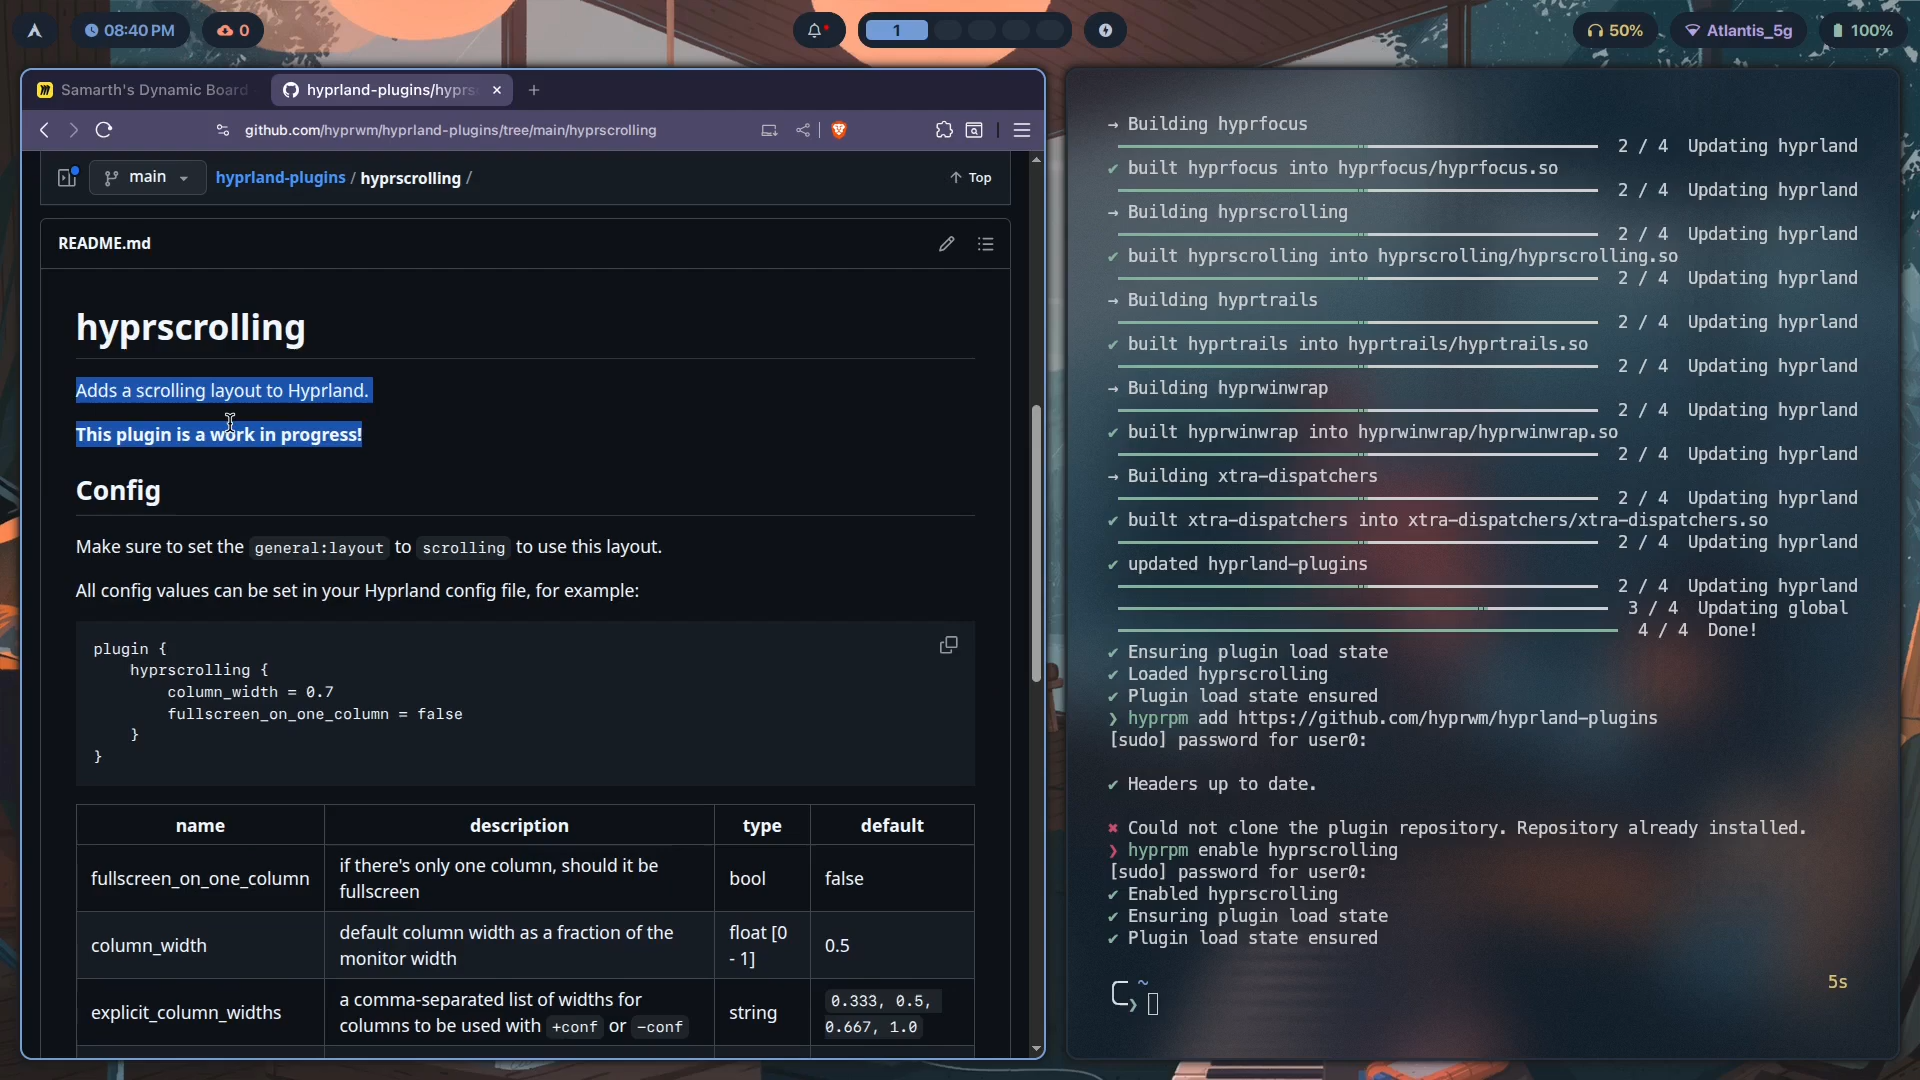 08:40 PM
0
1
50%
Atlantis_5g
100%
Samarth's Dynamic Board
hyprland-plugins/hyprs
github.com/hyprwm/hyprland-plugins/tree/main/hyprscrolling
main
hyprland-plugins / hyprscrolling /
Top
README.md
hyprscrolling
Adds a scrolling layout to Hyprland.
This plugin is a work in progress!
Config
Make sure to set the general:layout to scrolling to use this layout.
All config values can be set in your Hyprland config file, for example:
plugin {
    hyprscrolling {
        column_width = 0.7
        fullscreen_on_one_column = false
    }
}
name description type default
fullscreen_on_one_column if there's only one column, should it be fullscreen bool false
column_width default column width as a fraction of the monitor width float [0 - 1] 0.5
explicit_column_widths a comma-separated list of widths for columns to be used with +conf or -conf string 0.333, 0.5, 0.667, 1.0
→ Building hyprfocus
2 / 4  Updating hyprland
✔ built hyprfocus into hyprfocus/hyprfocus.so
2 / 4  Updating hyprland
→ Building hyprscrolling
2 / 4  Updating hyprland
✔ built hyprscrolling into hyprscrolling/hyprscrolling.so
2 / 4  Updating hyprland
→ Building hyprtrails
2 / 4  Updating hyprland
✔ built hyprtrails into hyprtrails/hyprtrails.so
2 / 4  Updating hyprland
→ Building hyprwinwrap
2 / 4  Updating hyprland
✔ built hyprwinwrap into hyprwinwrap/hyprwinwrap.so
2 / 4  Updating hyprland
→ Building xtra-dispatchers
2 / 4  Updating hyprland
✔ built xtra-dispatchers into xtra-dispatchers/xtra-dispatchers.so
2 / 4  Updating hyprland
✔ updated hyprland-plugins
2 / 4  Updating hyprland
3 / 4  Updating global
4 / 4  Done!
✔ Ensuring plugin load state
✔ Loaded hyprscrolling
✔ Plugin load state ensured
❯ hyprpm add https://github.com/hyprwm/hyprland-plugins
[sudo] password for user0:
✔ Headers up to date.
✖ Could not clone the plugin repository. Repository already installed.
❯ hyprpm enable hyprscrolling
[sudo] password for user0:
✔ Enabled hyprscrolling
✔ Ensuring plugin load state
✔ Plugin load state ensured
~
5s
❯